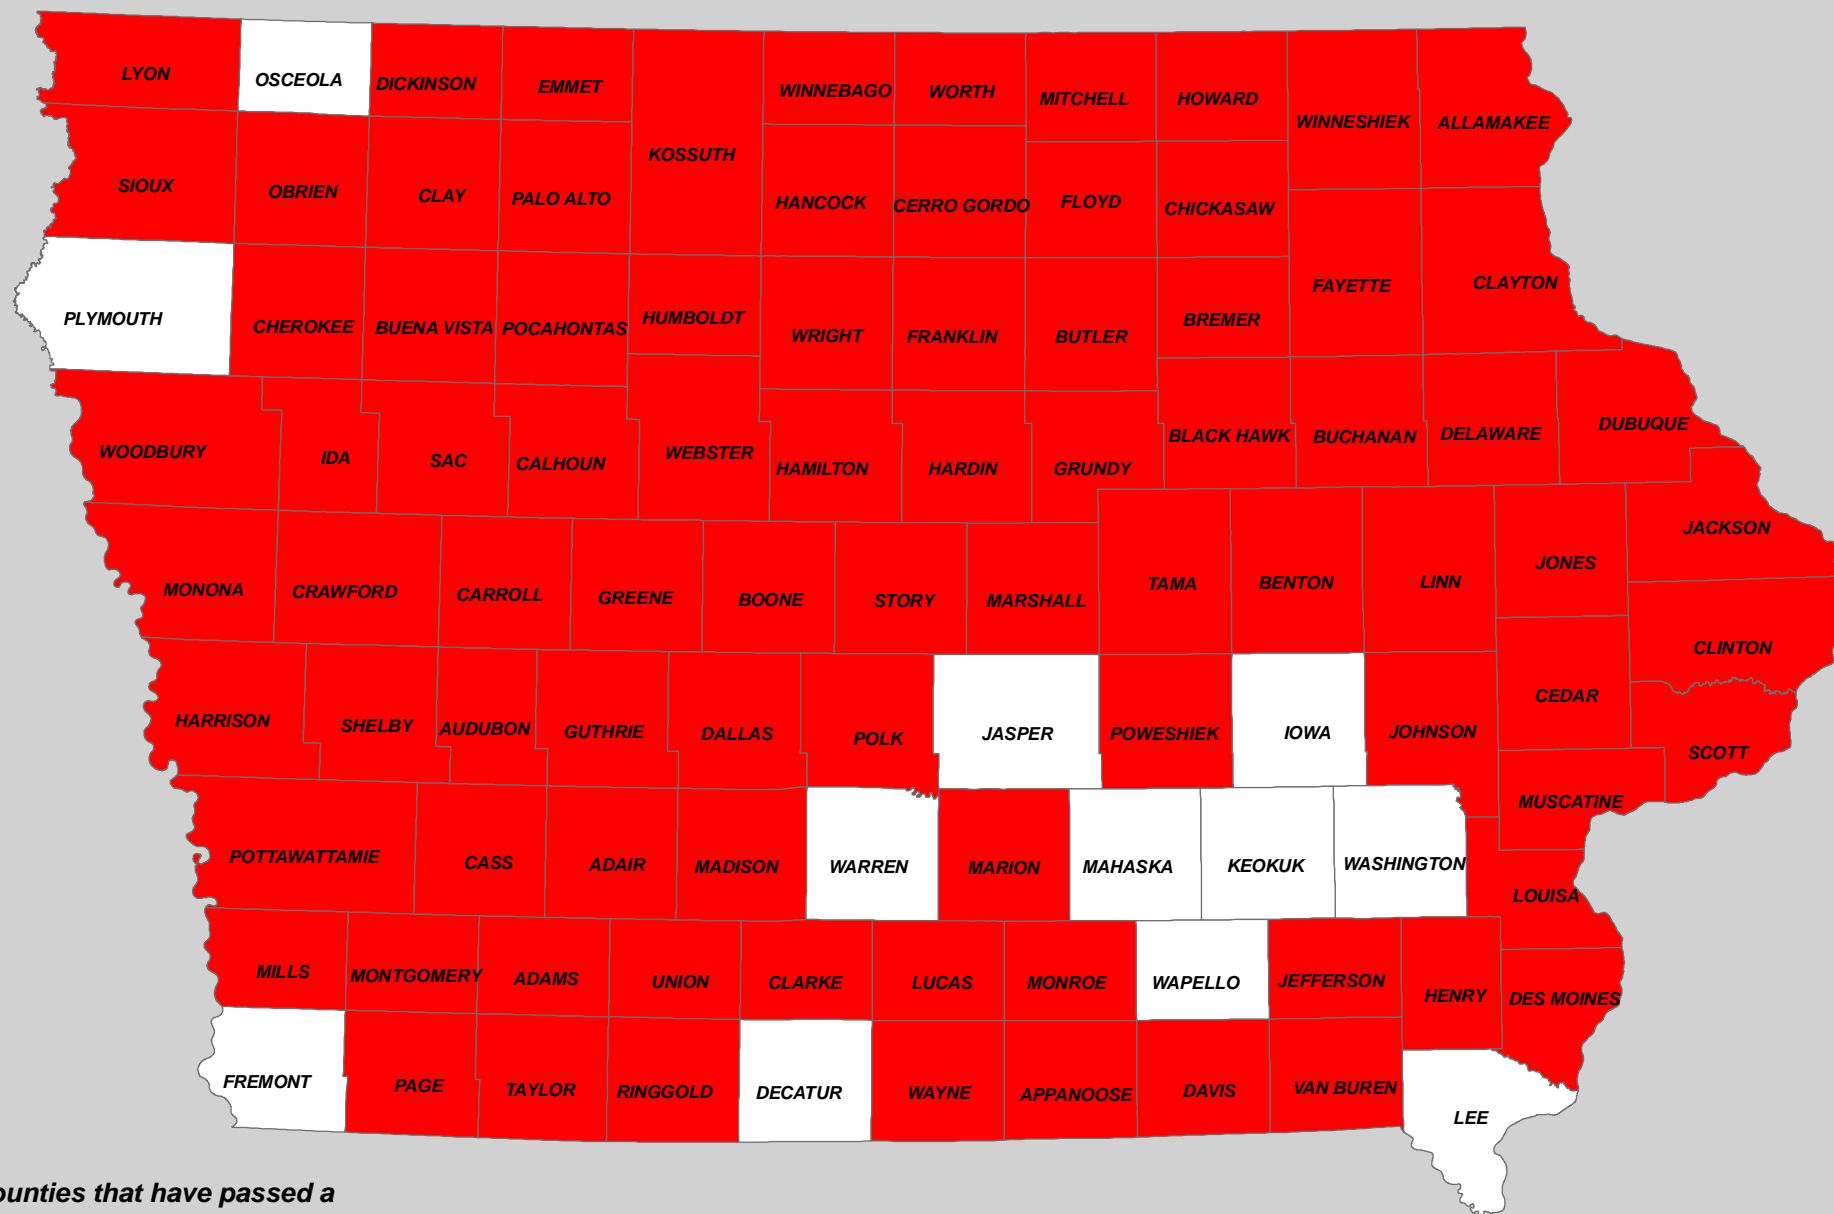 LYON
OSCEOLA
DICKINSON
EMMET
WINNEBAGO
WORTH
MITCHELL
HOWARD
WINNESHIEK
ALLAMAKEE
KOSSUTH
SIOUX
OBRIEN
CLAY
PALO ALTO
HANCOCK
CERRO GORDO
FLOYD
CHICKASAW
PLYMOUTH
CHEROKEE
BUENA VISTA
POCAHONTAS
HUMBOLDT
WRIGHT
FRANKLIN
BUTLER
BREMER
FAYETTE
CLAYTON
WOODBURY
IDA
SAC
CALHOUN
WEBSTER
HAMILTON
HARDIN
GRUNDY
BLACK HAWK
BUCHANAN
DELAWARE
DUBUQUE
MONONA
CRAWFORD
CARROLL
GREENE
BOONE
STORY
MARSHALL
TAMA
BENTON
LINN
JONES
JACKSON
CLINTON
HARRISON
SHELBY
AUDUBON
GUTHRIE
DALLAS
POLK
JASPER
POWESHIEK
IOWA
JOHNSON
CEDAR
SCOTT
MUSCATINE
POTTAWATTAMIE
CASS
ADAIR
MADISON
WARREN
MARION
MAHASKA
KEOKUK
WASHINGTON
LOUISA
MILLS
MONTGOMERY
ADAMS
UNION
CLARKE
LUCAS
MONROE
WAPELLO
JEFFERSON
HENRY
DES MOINES
FREMONT
PAGE
TAYLOR
RINGGOLD
DECATUR
WAYNE
APPANOOSE
DAVIS
VAN BUREN
LEE
ounties that have passed a